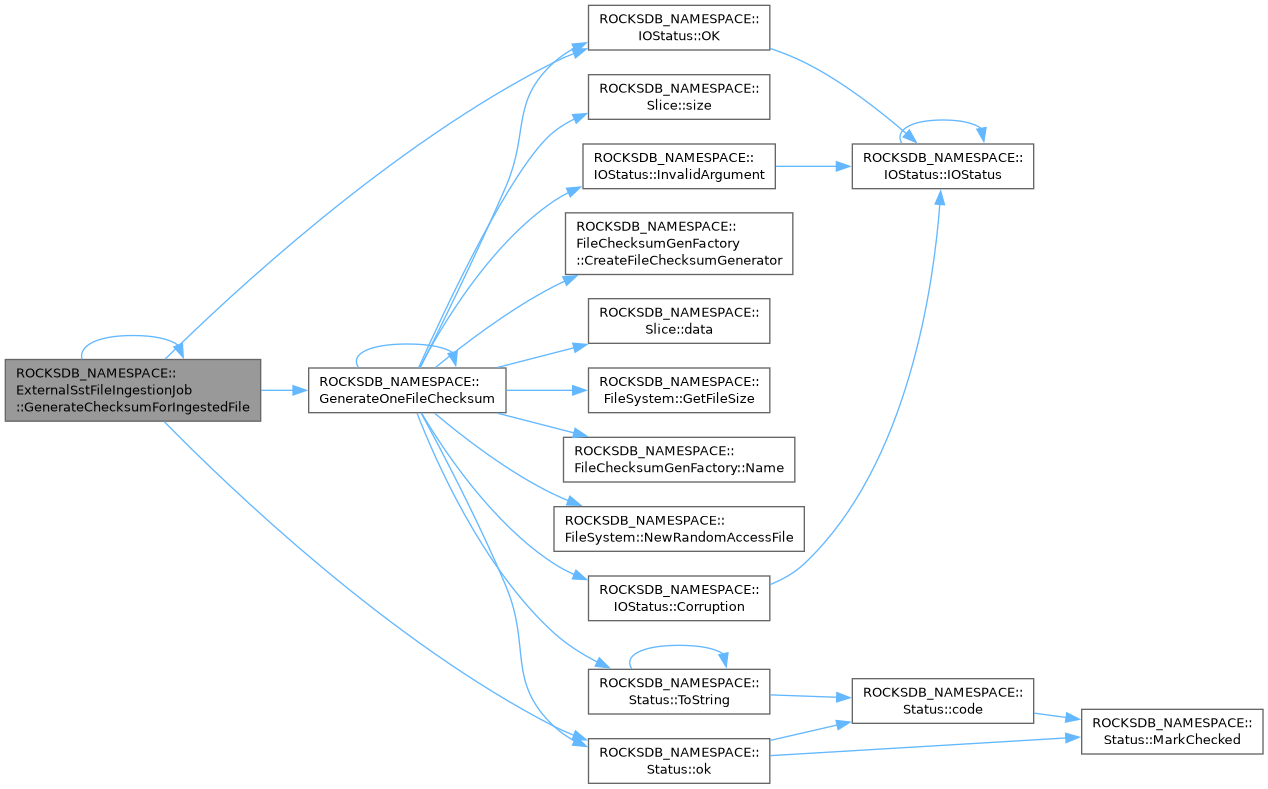 ROCKSDB_NAMESPACE::
IOStatus::OK
ROCKSDB_NAMESPACE::
Slice::size
ROCKSDB_NAMESPACE::
IOStatus::InvalidArgument
ROCKSDB_NAMESPACE::
IOStatus::IOStatus
ROCKSDB_NAMESPACE::
FileChecksumGenFactory
::CreateFileChecksumGenerator
ROCKSDB_NAMESPACE::
Slice::data
ROCKSDB_NAMESPACE::
ExternalSstFileIngestionJob
::GenerateChecksumForIngestedFile
ROCKSDB_NAMESPACE::
GenerateOneFileChecksum
ROCKSDB_NAMESPACE::
FileSystem::GetFileSize
ROCKSDB_NAMESPACE::
FileChecksumGenFactory::Name
ROCKSDB_NAMESPACE::
FileSystem::NewRandomAccessFile
ROCKSDB_NAMESPACE::
IOStatus::Corruption
ROCKSDB_NAMESPACE::
Status::ToString
ROCKSDB_NAMESPACE::
Status::code
ROCKSDB_NAMESPACE::
Status::MarkChecked
ROCKSDB_NAMESPACE::
Status::ok